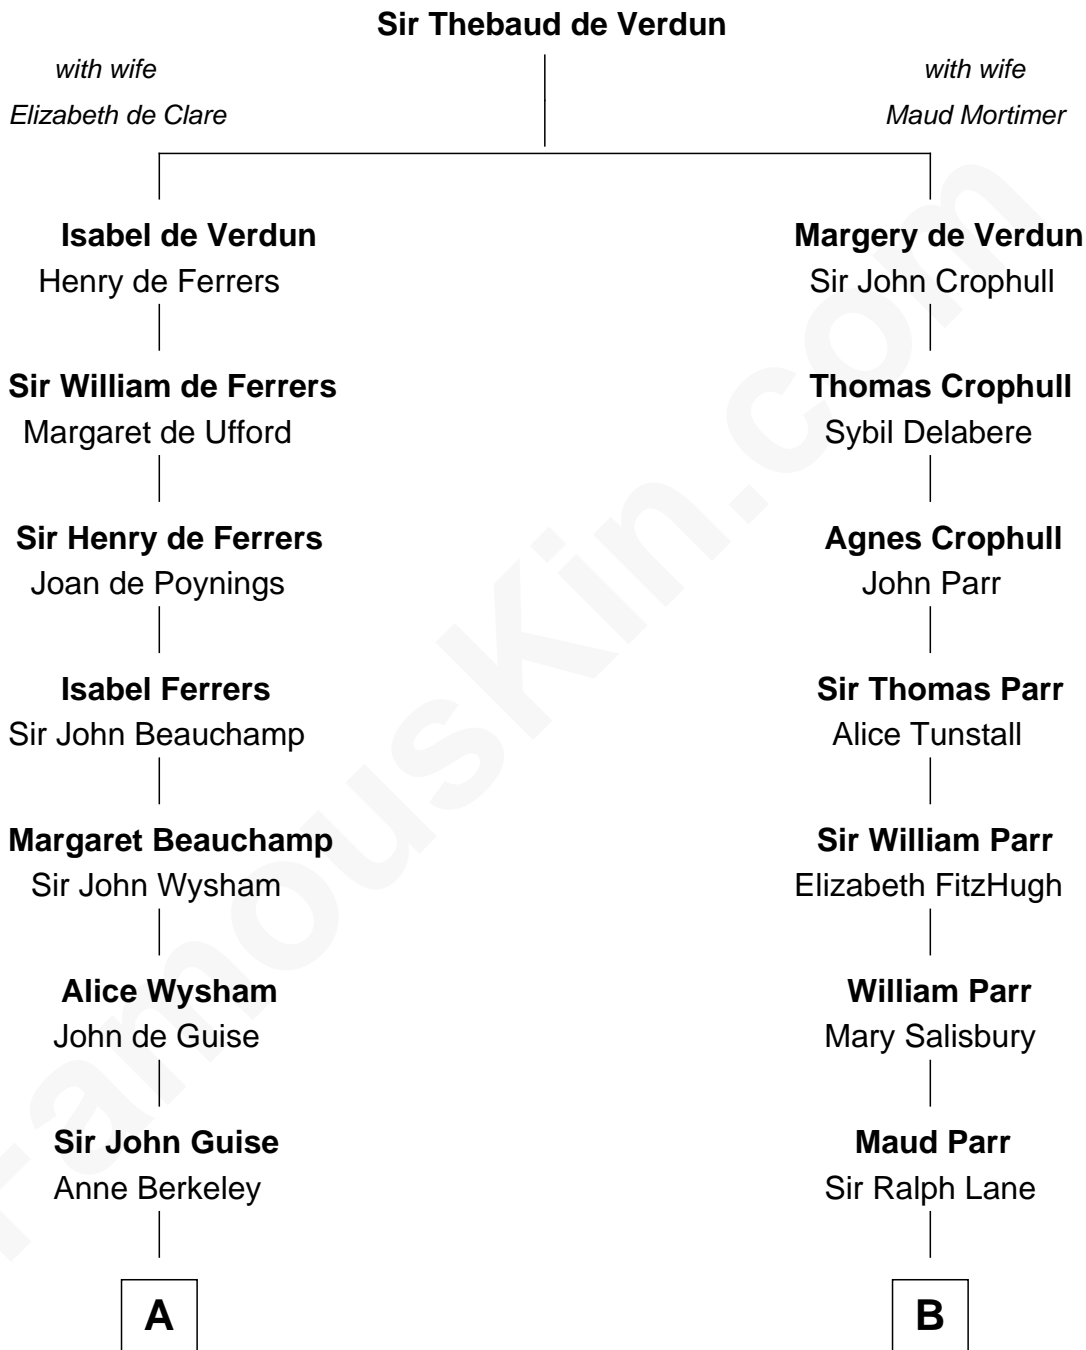 Sir Thebaud de Verdun
with wife
Elizabeth de Clare
with wife
Maud Mortimer
Isabel de Verdun
Henry de Ferrers
Margery de Verdun
Sir John Crophull
Sir William de Ferrers
Margaret de Ufford
Thomas Crophull
Sybil Delabere
Sir Henry de Ferrers
Joan de Poynings
Agnes Crophull
John Parr
Isabel Ferrers
Sir John Beauchamp
Sir Thomas Parr
Alice Tunstall
Margaret Beauchamp
Sir John Wysham
Sir William Parr
Elizabeth FitzHugh
Alice Wysham
John de Guise
William Parr
Mary Salisbury
Sir John Guise
Anne Berkeley
Maud Parr
Sir Ralph Lane
A
B
FamousKin.com